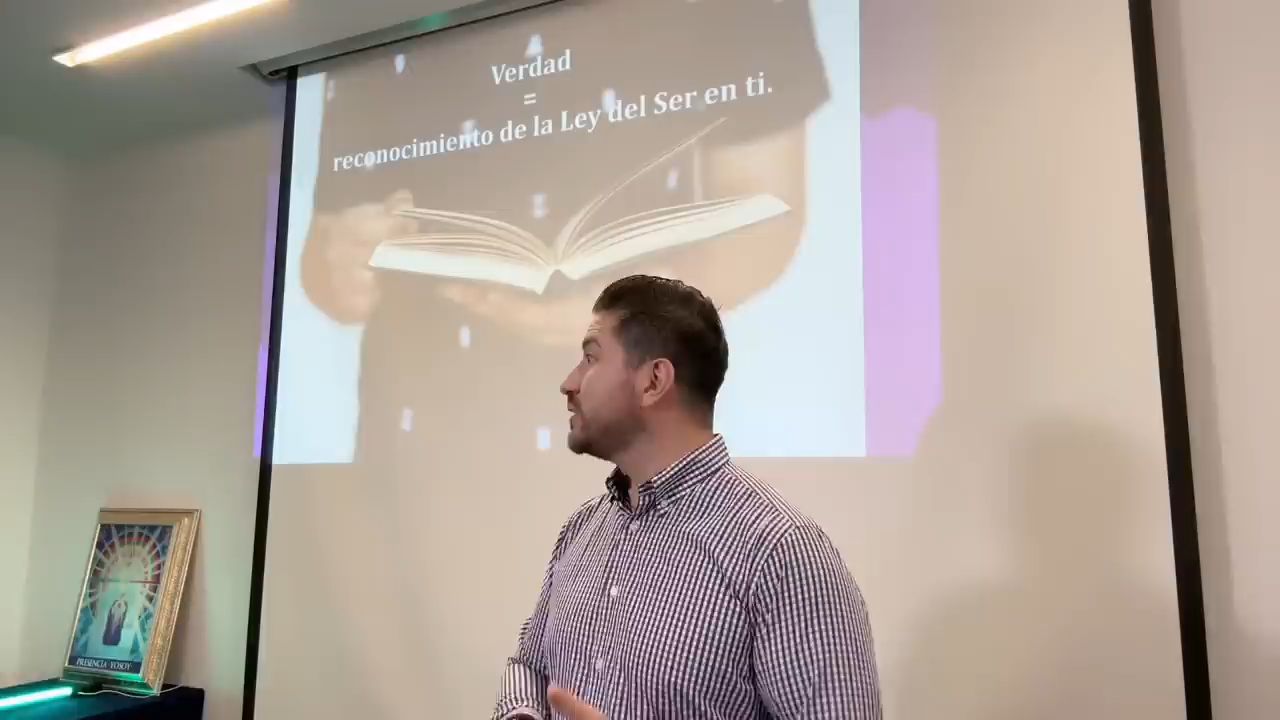 Verdad
=
reconocimiento de la Ley del Ser en ti.
PRESENCIA YOSOY